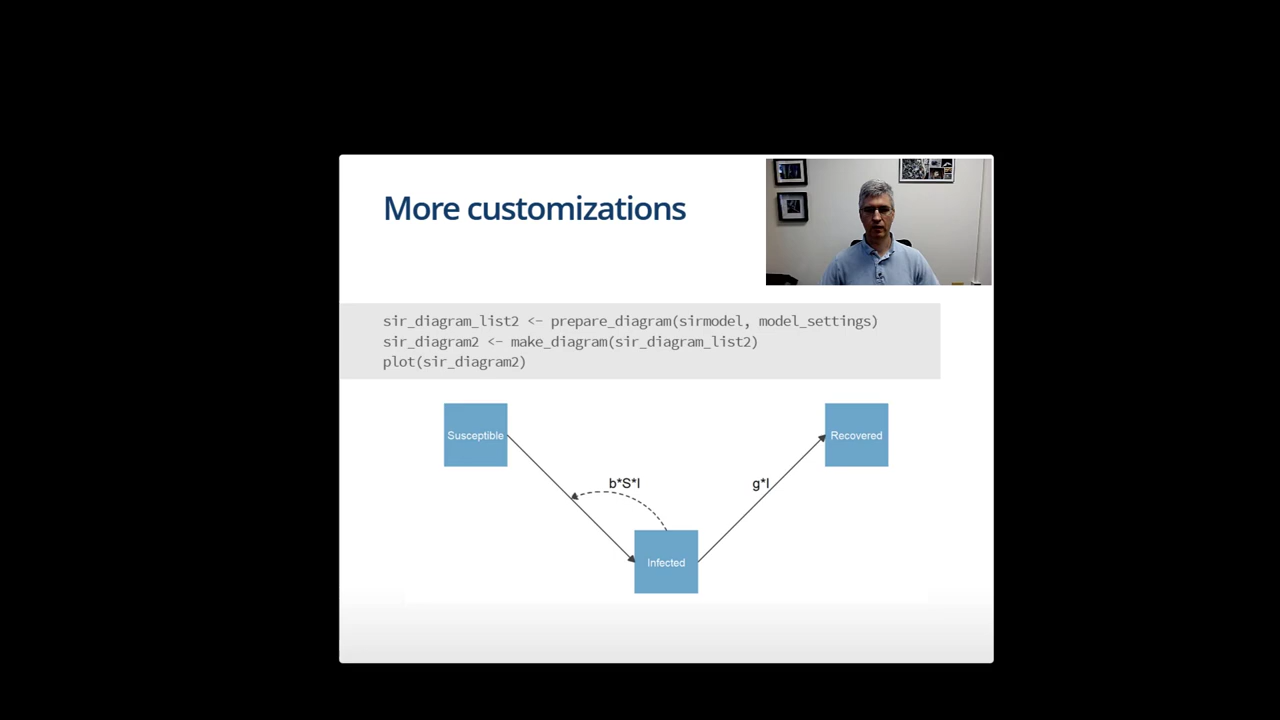 More customizations
sir_diagram_list2 <- prepare_diagram(sirmodel, model_settings)
sir_diagram2 <- make_diagram(sir_diagram_list2)
plot(sir_diagram2)
Susceptible
Recovered
b*S*I
g*I
Infected